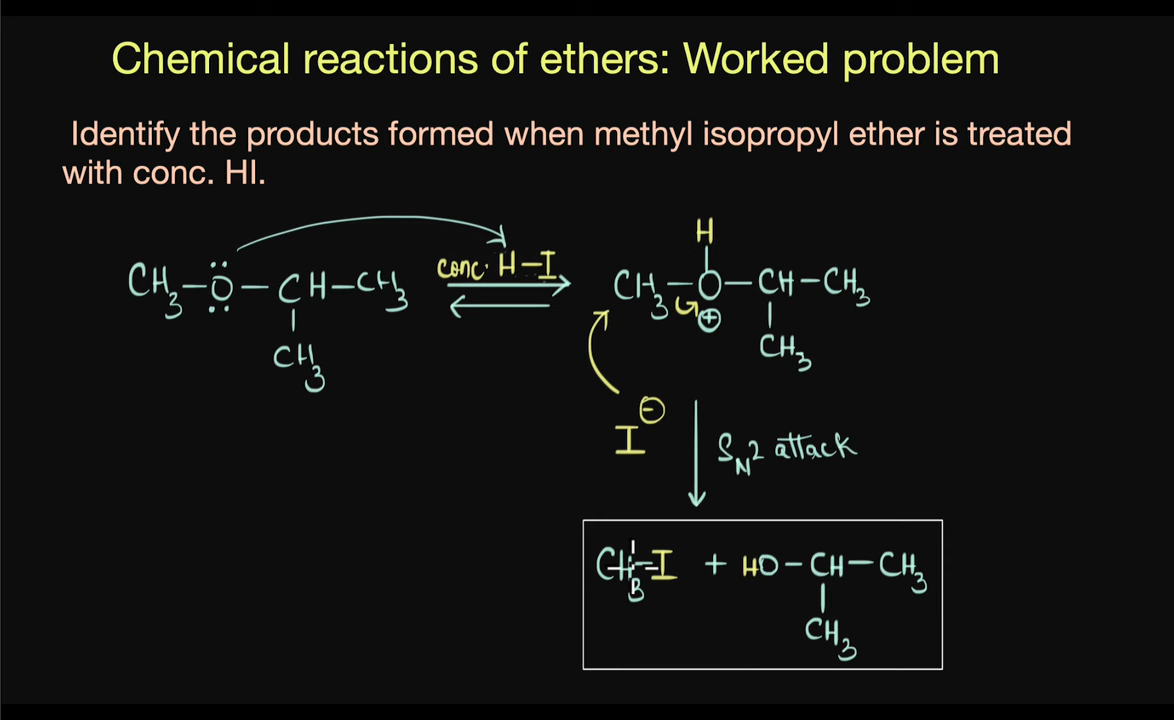 Chemical reactions of ethers: Worked problem
Identify the products formed when methyl isopropyl ether is treated
with conc. HI.
H
CH₃–Ö–CH–CH₃ conc. H–I CH₃–O–CH–CH₃
CH₃ ⊕ CH₃
I⊖
SN2 attack
CH₃–I + HO–CH–CH₃
CH₃